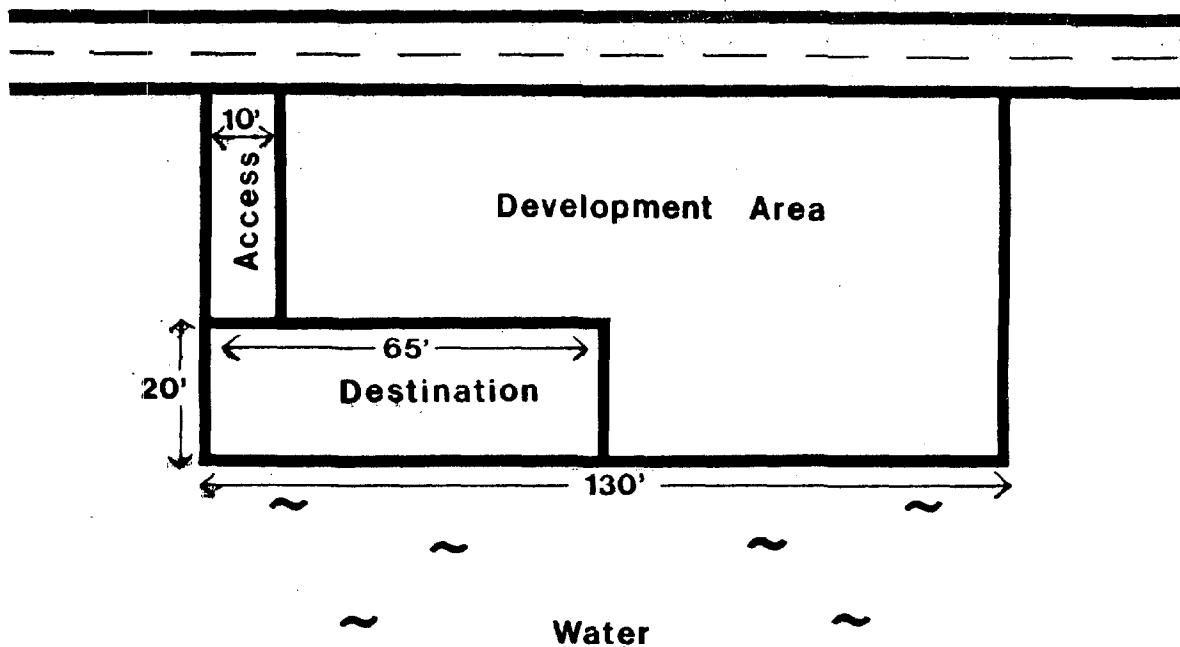 10'
Access
Development Area
65'
20'
Destination
130'
Water